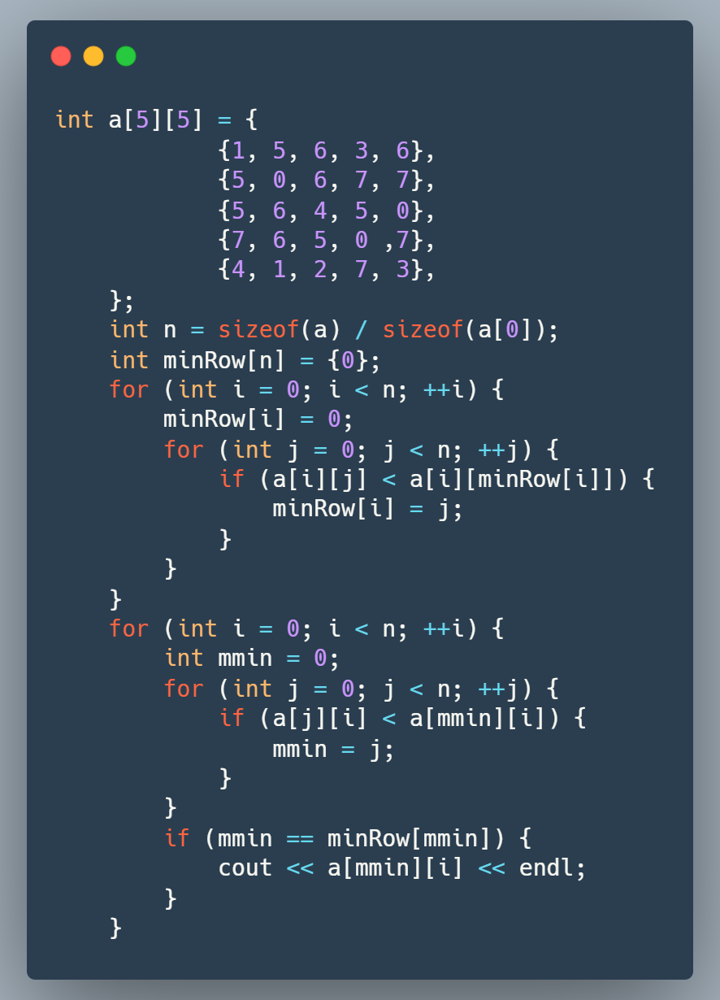 int a[5][5] = {
            {1, 5, 6, 3, 6},
            {5, 0, 6, 7, 7},
            {5, 6, 4, 5, 0},
            {7, 6, 5, 0 ,7},
            {4, 1, 2, 7, 3},
    };
    int n = sizeof(a) / sizeof(a[0]);
    int minRow[n] = {0};
    for (int i = 0; i < n; ++i) {
        minRow[i] = 0;
        for (int j = 0; j < n; ++j) {
            if (a[i][j] < a[i][minRow[i]]) {
                minRow[i] = j;
            }
        }
    }
    for (int i = 0; i < n; ++i) {
        int mmin = 0;
        for (int j = 0; j < n; ++j) {
            if (a[j][i] < a[mmin][i]) {
                mmin = j;
            }
        }
        if (mmin == minRow[mmin]) {
            cout << a[mmin][i] << endl;
        }
    }